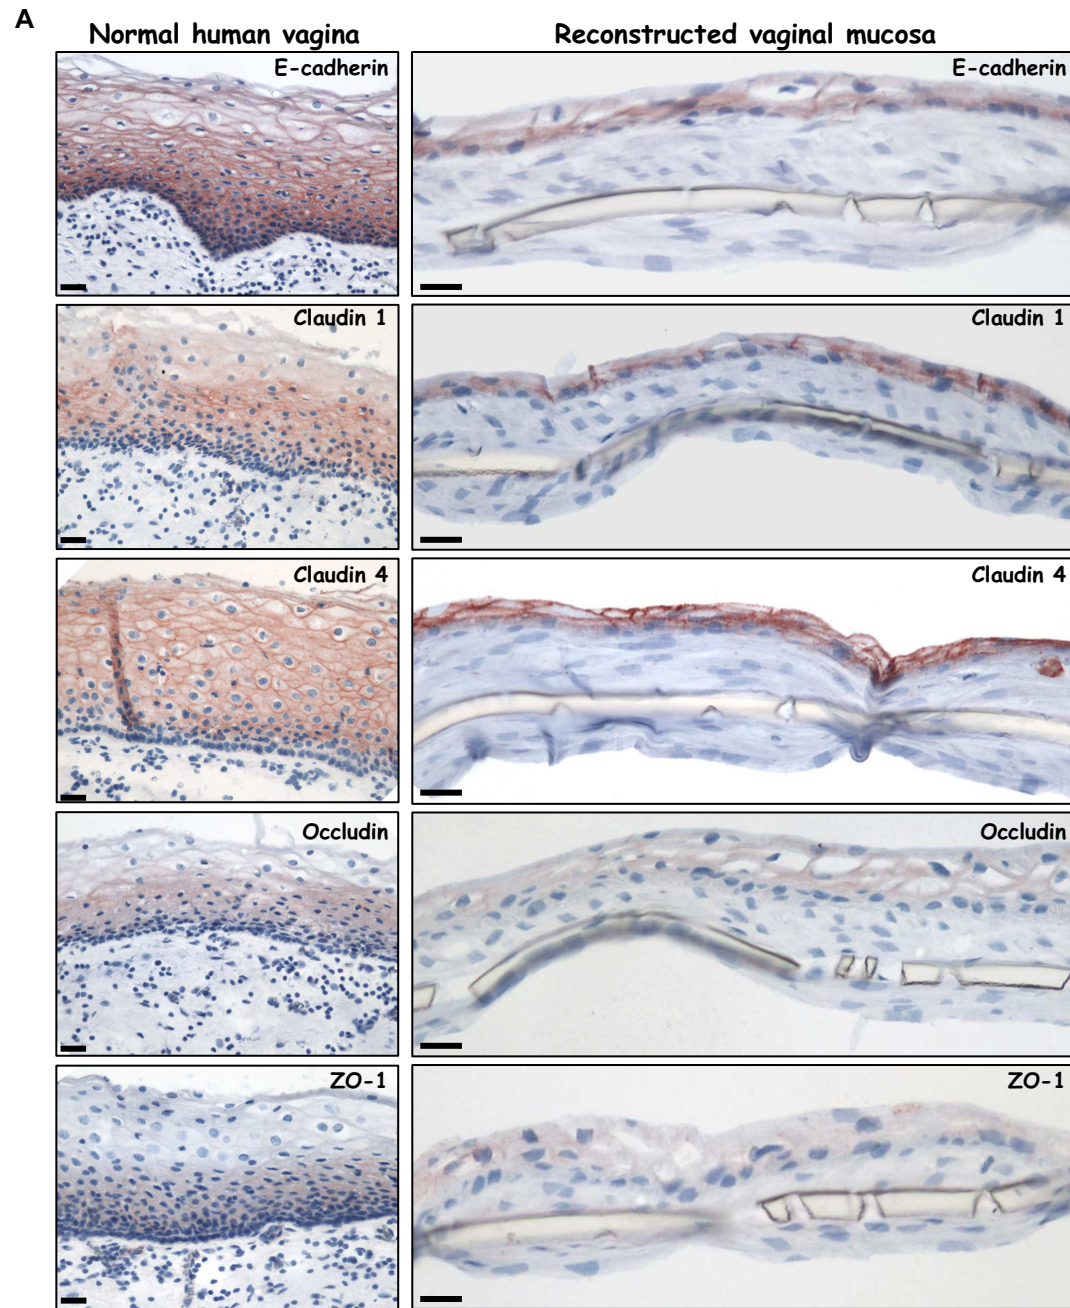 A
Normal human vagina
Reconstructed vaginal mucosa
E-cadherin
E-cadherin
Claudin 1
Claudin 1
Claudin 4
Claudin 4
Occludin
Occludin
ZO-1
ZO-1